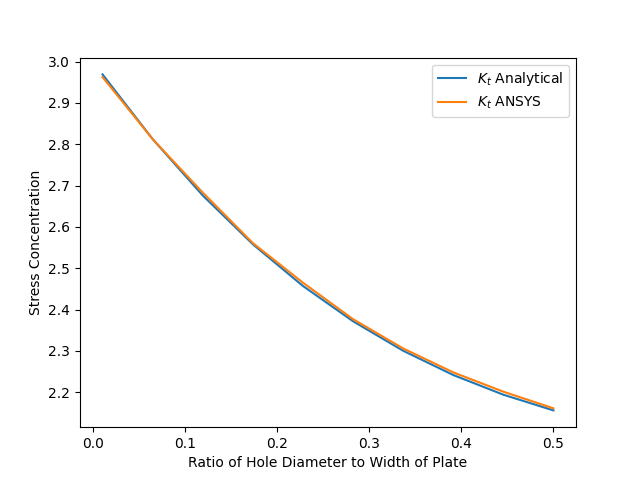 3.0
2.9
2.8
2.7
2.6
2.5
2.4
2.3
2.2
Stress Concentration
K_t Analytical
K_t ANSYS
0.0 0.1 0.2 0.3 0.4 0.5
Ratio of Hole Diameter to Width of Plate